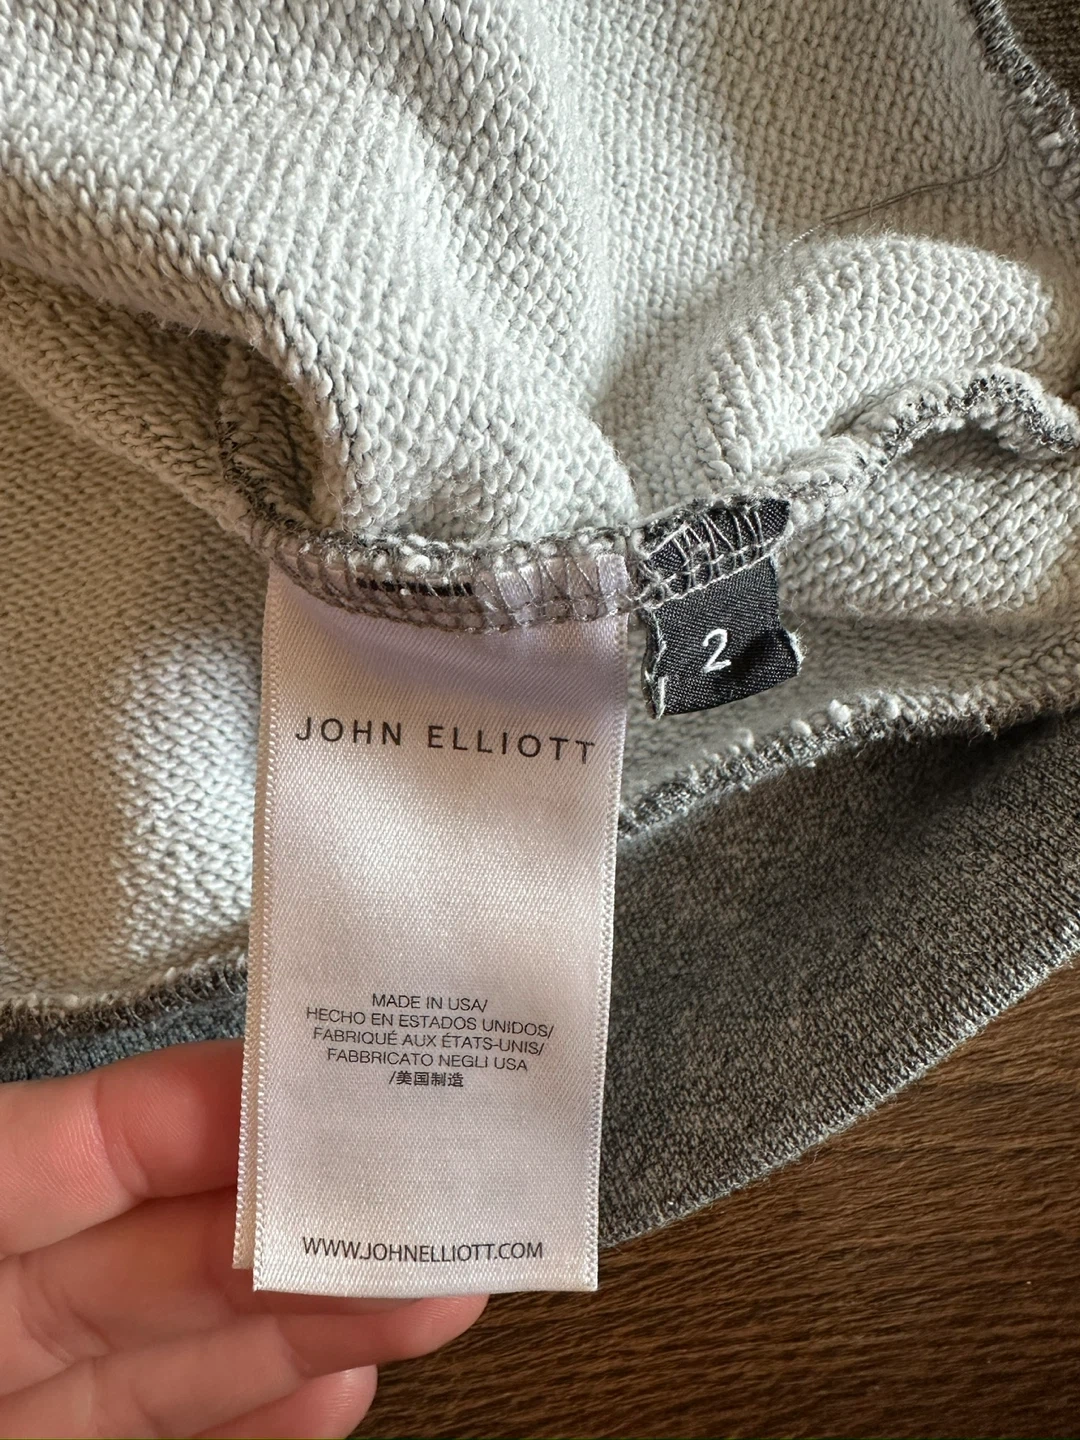 2
JOHN ELLIOTT
MADE IN USA/
HECHO EN ESTADOS UNIDOS/
FABRIQUÉ AUX ÉTATS-UNIS/
FABBRICATO NEGLI USA
/美国制造
WWW.JOHNELLIOTT.COM